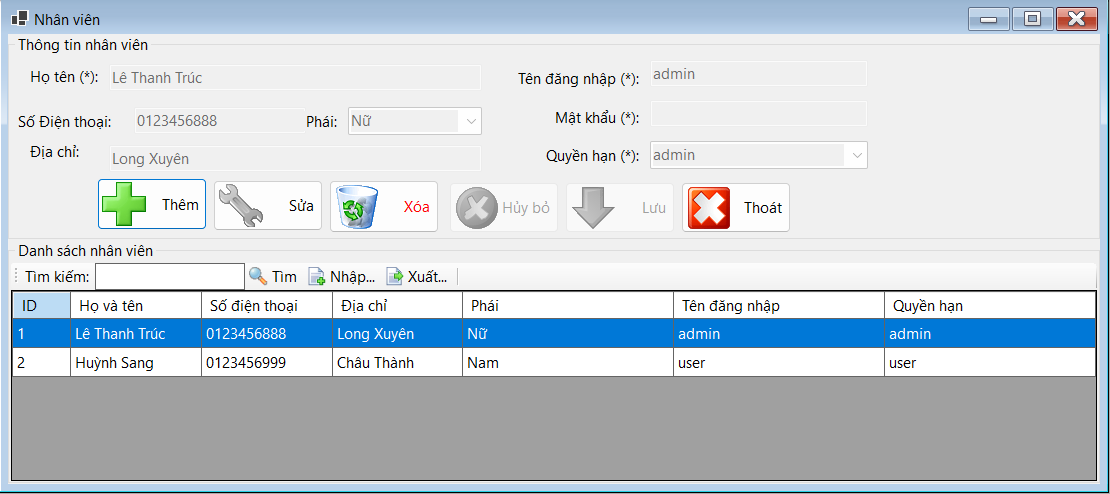 Nhân viên
Thông tin nhân viên
Họ tên (*): Lê Thanh Trúc Tên đăng nhập (*): admin
Số Điện thoại: 0123456888 Phái: Nữ Mật khẩu (*):
Địa chỉ: Long Xuyên Quyền hạn (*): admin
Thêm Sửa Xóa Hủy bỏ Lưu Thoát
Danh sách nhân viên
Tìm kiếm: Tìm Nhập... Xuất...
ID Họ và tên Số điện thoại Địa chỉ Phái Tên đăng nhập Quyền hạn
1 Lê Thanh Trúc 0123456888 Long Xuyên Nữ admin admin
2 Huỳnh Sang 0123456999 Châu Thành Nam user user